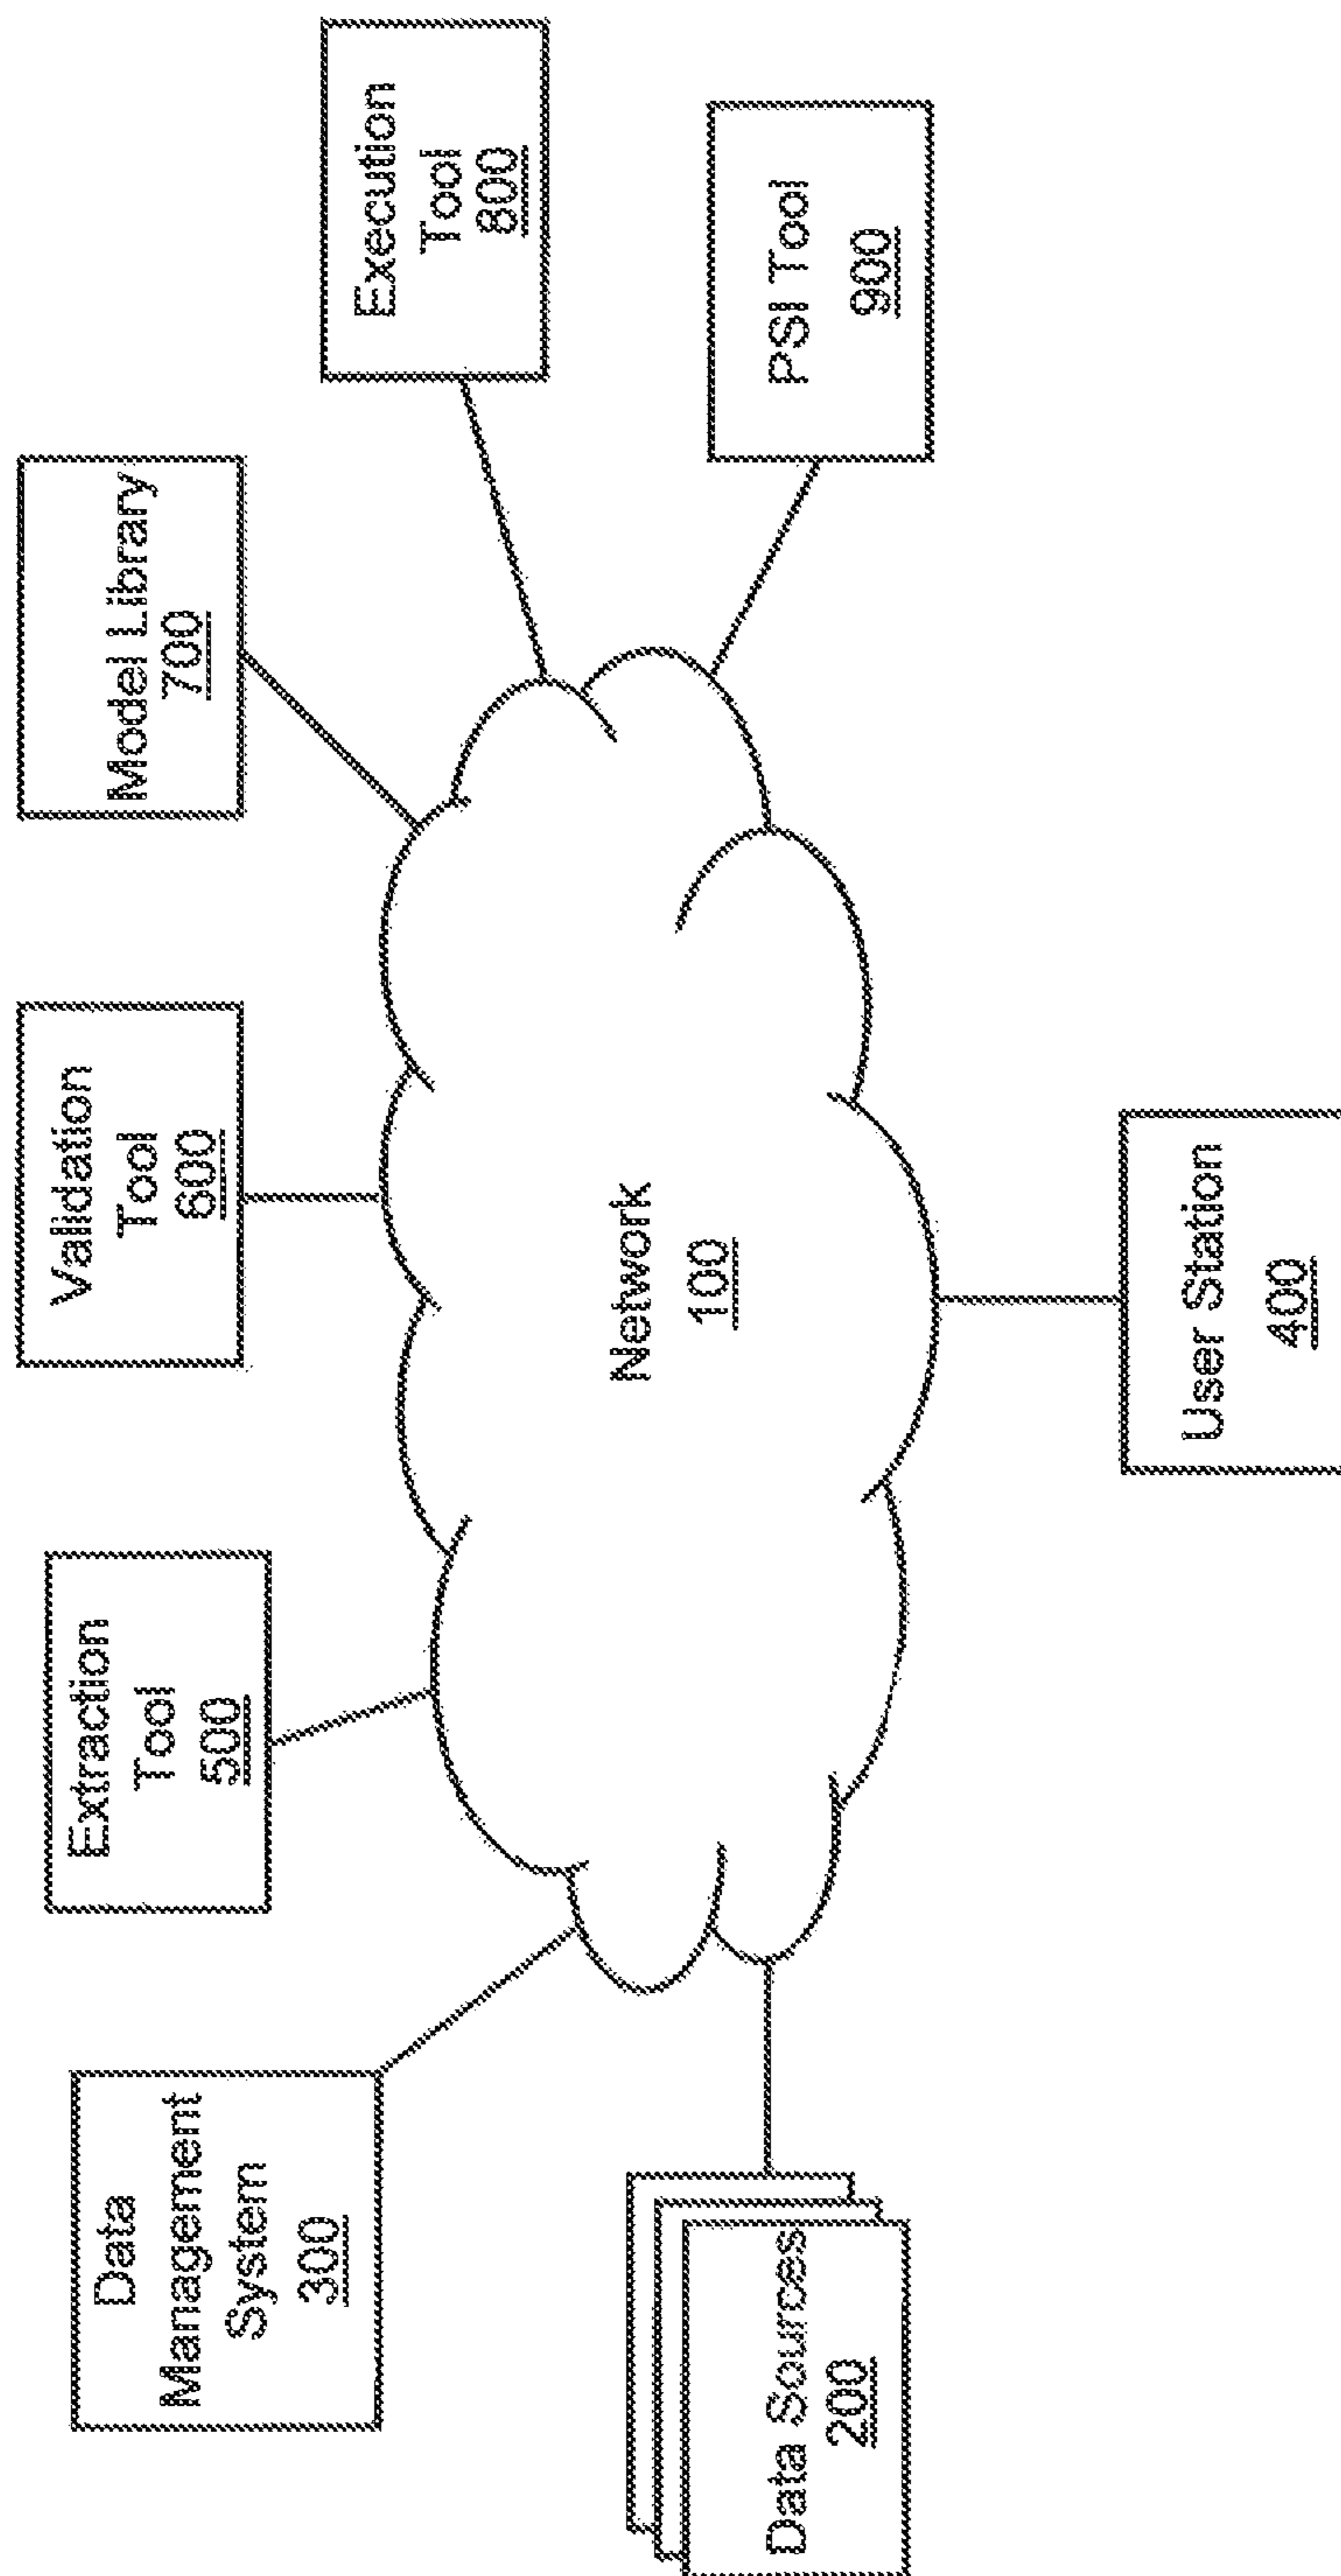 Data
Management
System
300
Extraction
Tool
500
Validation
Tool
600
Model Library
700
Execution
Tool
800
Network
100
PSI Tool
900
Data Sources
200
User Station
400